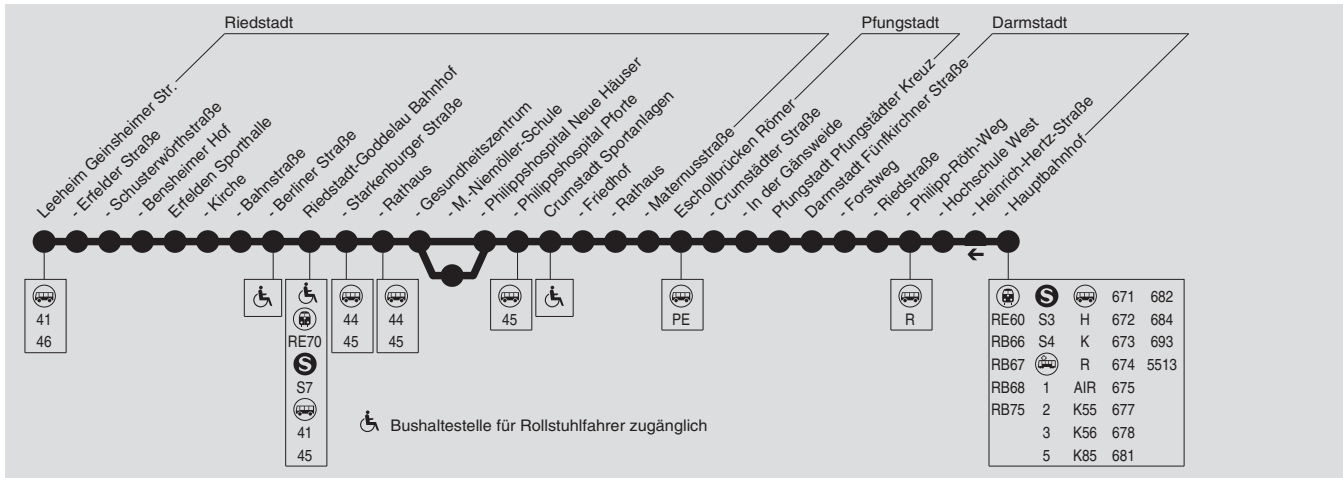 Riedstadt
Pfungstadt
Darmstadt
Leeheim Geinsheimer Str.
- Erfelder Straße
- Schusterwörthstraße
- Bensheimer Hof
Erfelden Sporthalle
- Kirche
- Bahnstraße
- Berliner Straße
Riedstadt-Goddelau Bahnhof
- Starkenburger Straße
- Rathaus
- Gesundheitszentrum
- M.-Niemöller-Schule
- Philippshospital Neue Häuser
- Philippshospital Pforte
Crumstadt Sportanlagen
- Friedhof
- Rathaus
- Maternusstraße
Eschollbrücken Römer
- Crumstädter Straße
- In der Gänsweide
Pfungstadt Pfungstädter Kreuz
Darmstadt Fünfkirchner Straße
- Forstweg
- Riedstraße
- Philipp-Röth-Weg
- Hochschule West
- Heinrich-Hertz-Straße
- Hauptbahnhof
41
46
RE70
S
S7
41
45
44
45
44
45
45
PE
R
S 671 682
RE60 S3 H 672 684
RB66 S4 K 673 693
RB67 R 674 5513
RB68 1 AIR 675
RB75 2 K55 677
3 K56 678
5 K85 681
Bushaltestelle für Rollstuhlfahrer zugänglich